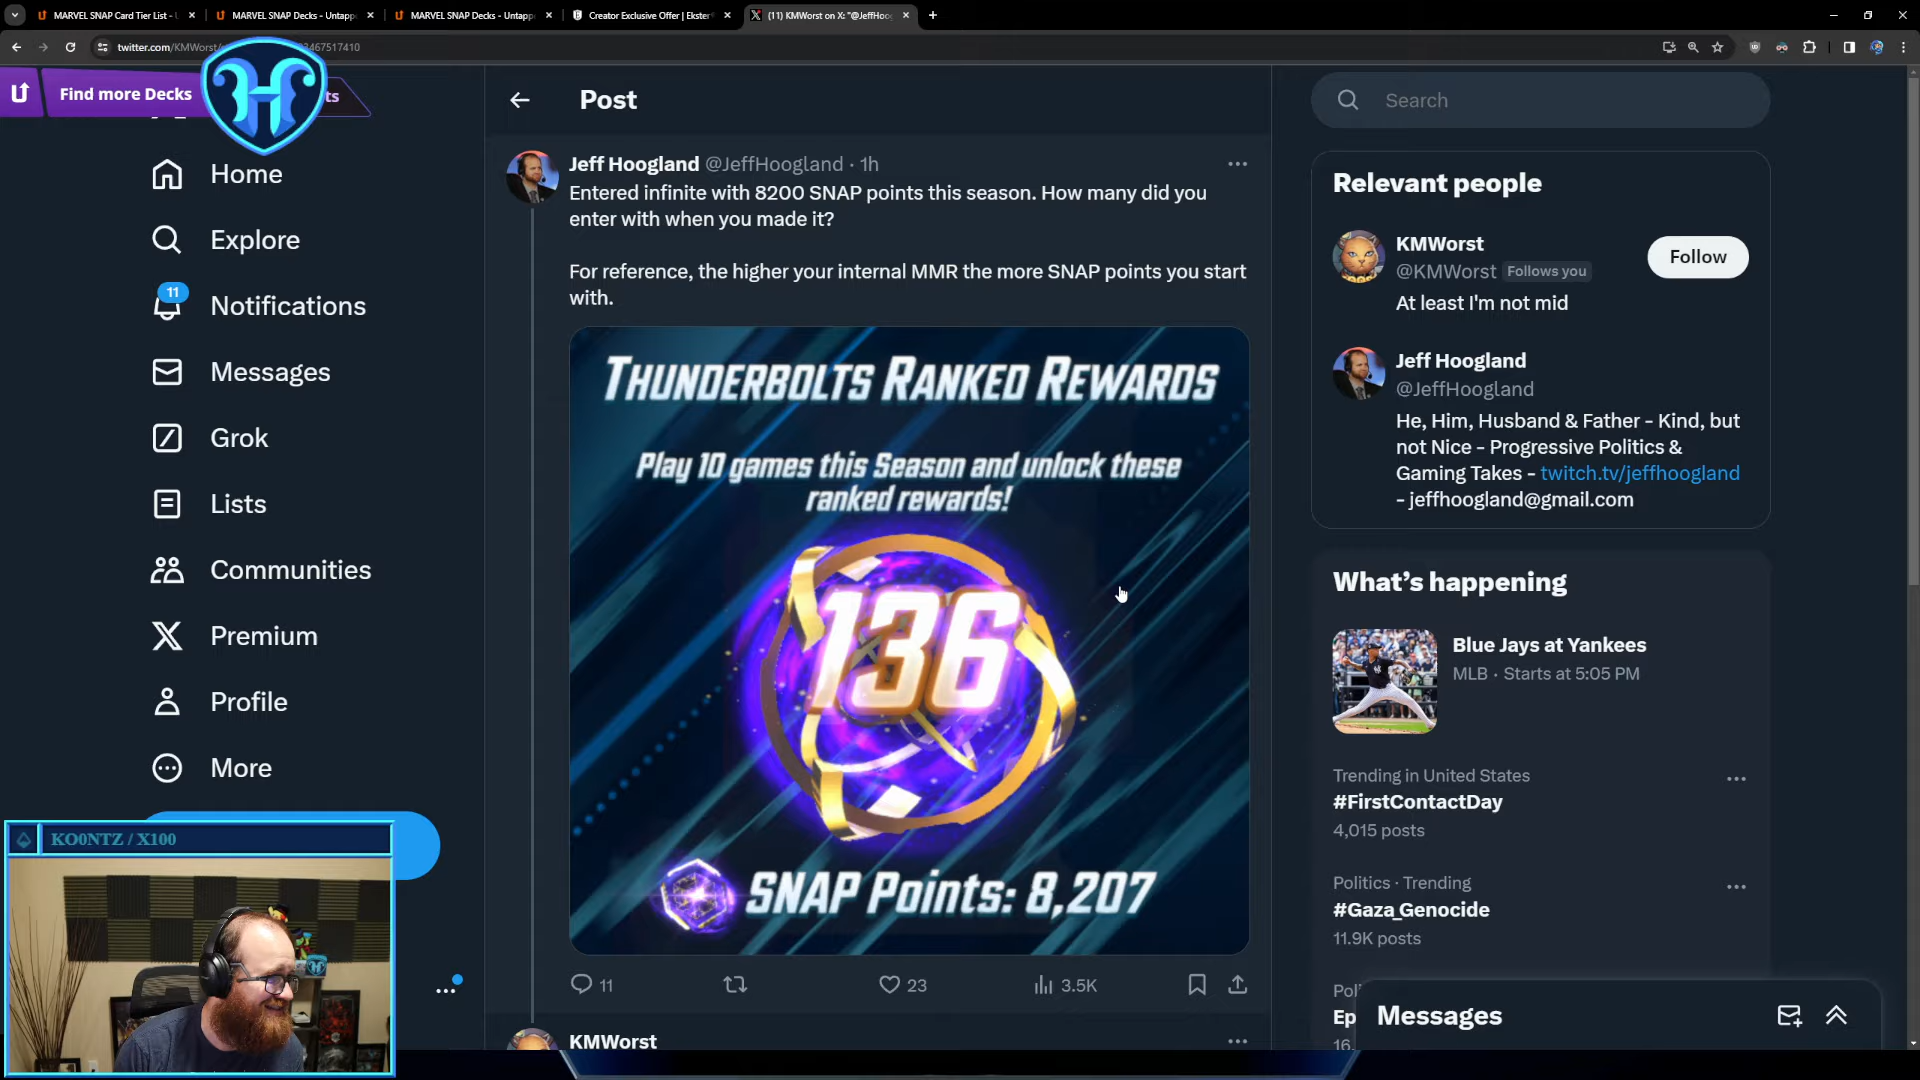 MARVEL SNAP Card Tier List -
MARVEL SNAP Decks - Untapp
MARVEL SNAP Decks - Untapp
Creator Exclusive Offer | Ekster
(11) KMWorst on X: "@JeffHoog
twitter.com/KMWorst/
3467517410
Find more Decks
H
ts
Home
Explore
11
Notifications
Messages
Grok
Lists
Communities
Premium
Profile
More
KO0NTZ / X100
Post
Jeff Hoogland @JeffHoogland · 1h
Entered infinite with 8200 SNAP points this season. How many did you
enter with when you made it?
For reference, the higher your internal MMR the more SNAP points you start
with.
THUNDERBOLTS RANKED REWARDS
Play 10 games this Season and unlock these
ranked rewards!
136
SNAP Points: 8,207
11
23
3.5K
KMWorst
Search
Relevant people
KMWorst
@KMWorst Follows you
Follow
At least I'm not mid
Jeff Hoogland
@JeffHoogland
He, Him, Husband & Father - Kind, but
not Nice - Progressive Politics &
Gaming Takes - twitch.tv/jeffhoogland
- jeffhoogland@gmail.com
What's happening
Blue Jays at Yankees
MLB · Starts at 5:05 PM
Trending in United States
#FirstContactDay
4,015 posts
Politics · Trending
#Gaza_Genocide
11.9K posts
Pol
Ep
16
Messages